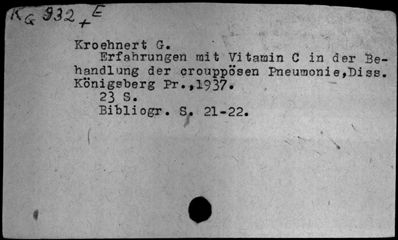 KG 932 + E
Kroehnert G.
Erfahrungen mit Vitamin C in der Be-
handlung der crouppösen Pneumonie,Diss.
Königsberg Pr.,1937.
23 S.
Bibliogr. S. 21-22.